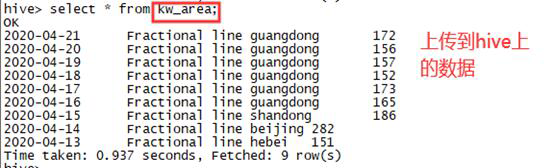 hive> select * from kw_area;
OK
2020-04-21 Fractional line guangdong 172
2020-04-20 Fractional line guangdong 156
2020-04-19 Fractional line guangdong 157
2020-04-18 Fractional line guangdong 152
2020-04-17 Fractional line guangdong 173
2020-04-16 Fractional line guangdong 165
2020-04-15 Fractional line shandong 186
2020-04-14 Fractional line beijing 282
2020-04-13 Fractional line hebei 151
Time taken: 0.937 seconds, Fetched: 9 row(s)
hive>
上传到hive上
的数据